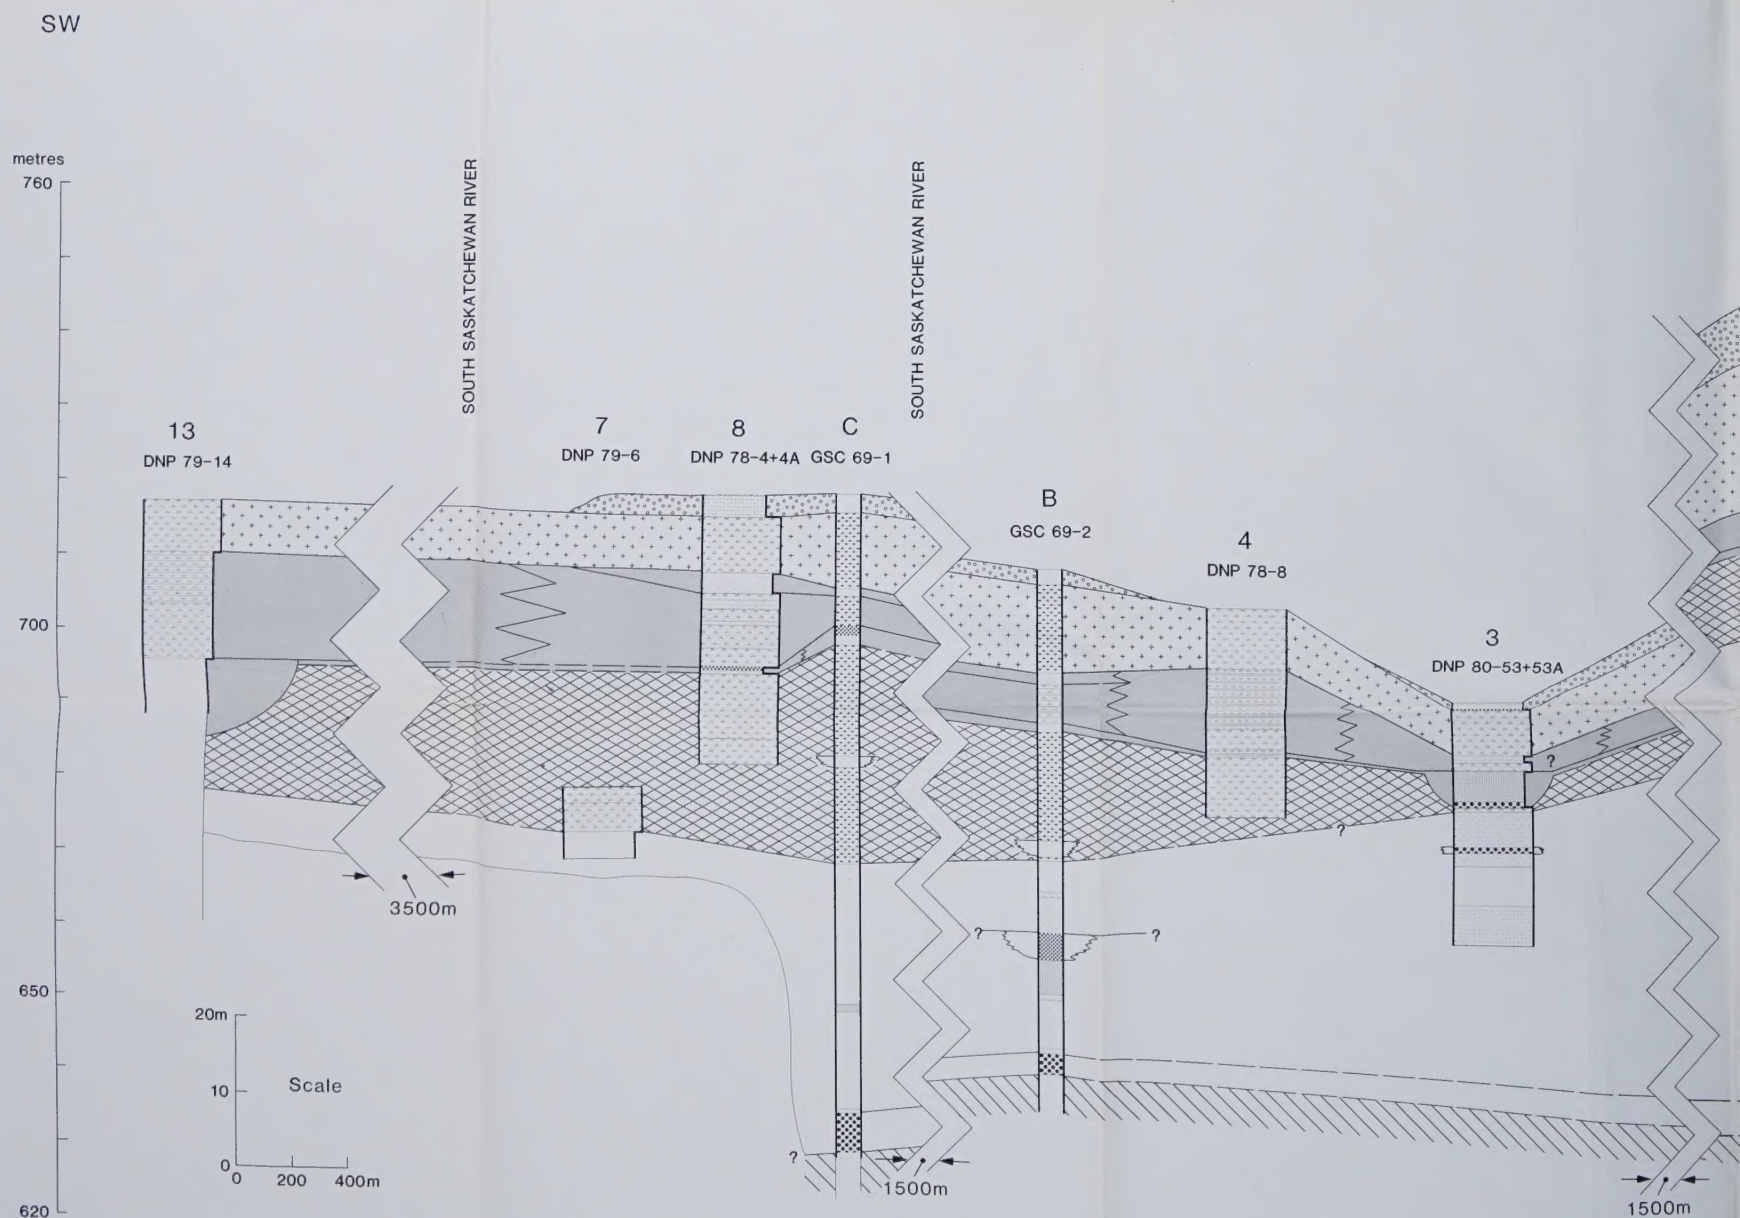 SW
metres
760
SOUTH SASKATCHEWAN RIVER
SOUTH SASKATCHEWAN RIVER
13
DNP 79-14
7
DNP 79-6
8
DNP 78-4+4A
C
GSC 69-1
B
GSC 69-2
4
DNP 78-8
3
DNP 80-53+53A
700
?
?
3500m
?
?
650
20m
10
Scale
0
0
200
400m
?
1500m
1500m
620